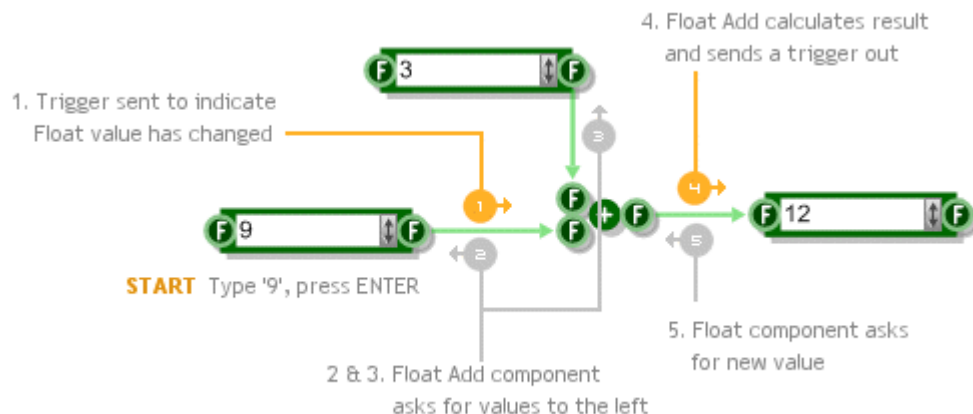 4. Float Add calculates result
and sends a trigger out
F 3 F
1. Trigger sent to indicate
Float value has changed
3
1
4
F
F
+ F
F 9 F
F 12 F
2
5
START Type '9', press ENTER
5. Float component asks
for new value
2 & 3. Float Add component
asks for values to the left